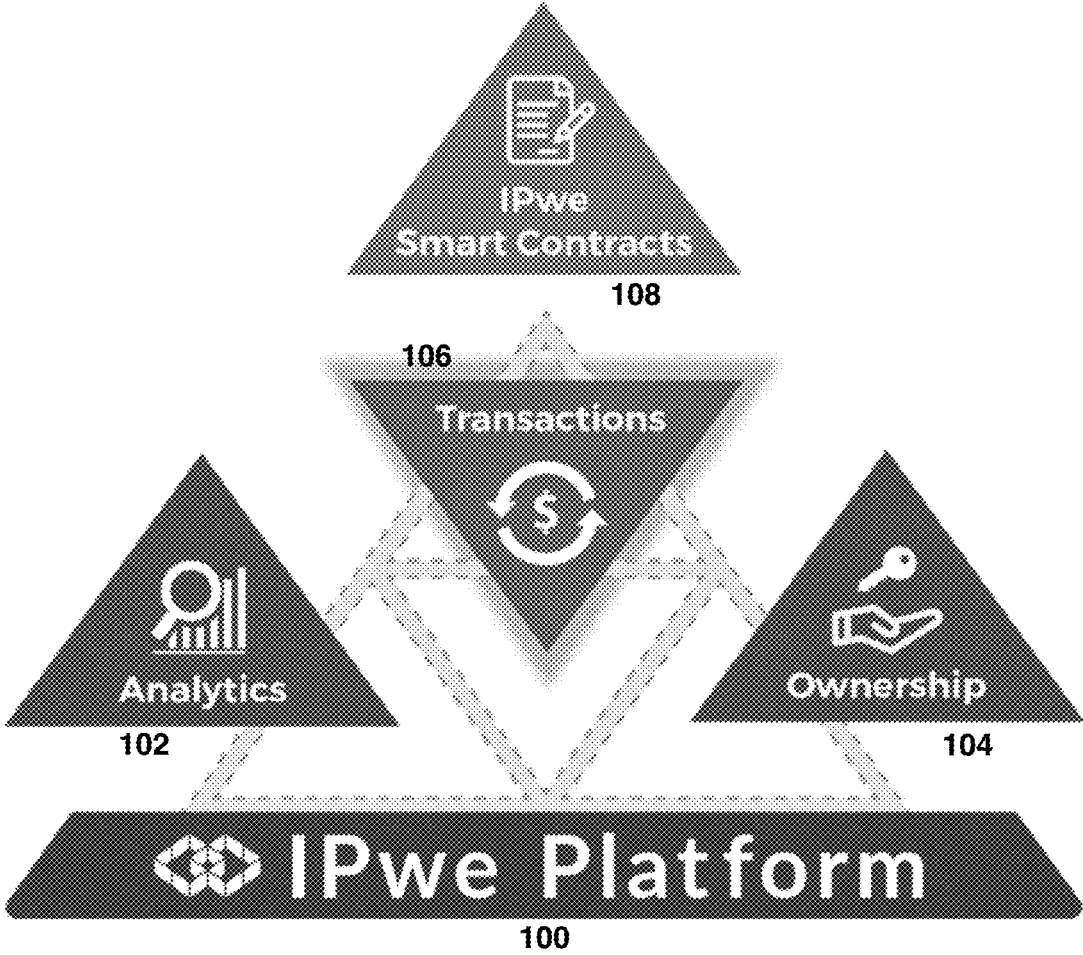 IPwe
Smart Contracts
108
106
Transactions
$
Analytics
102
Ownership
104
IPwe Platform
100